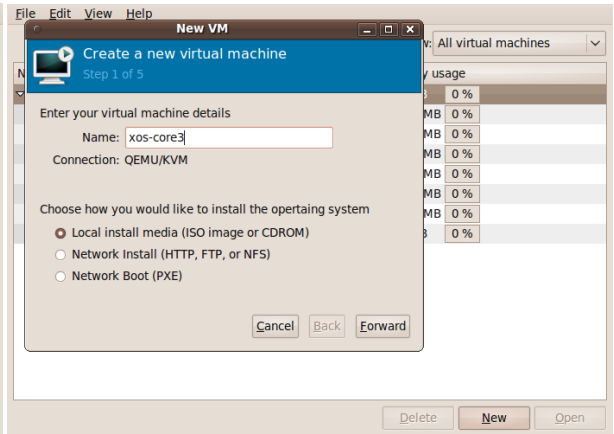 File Edit View Help
New VM
Create a new virtual machine
Step 1 of 5
w: All virtual machines
N y usage
Enter your virtual machine details
Name: xos-core3
Connection: QEMU/KVM
Choose how you would like to install the opertaing system
Local install media (ISO image or CDROM)
Network Install (HTTP, FTP, or NFS)
Network Boot (PXE)
Cancel Back Forward
0 %
MB 0 %
MB 0 %
MB 0 %
MB 0 %
MB 0 %
MB 0 %
0 %
Delete New Open